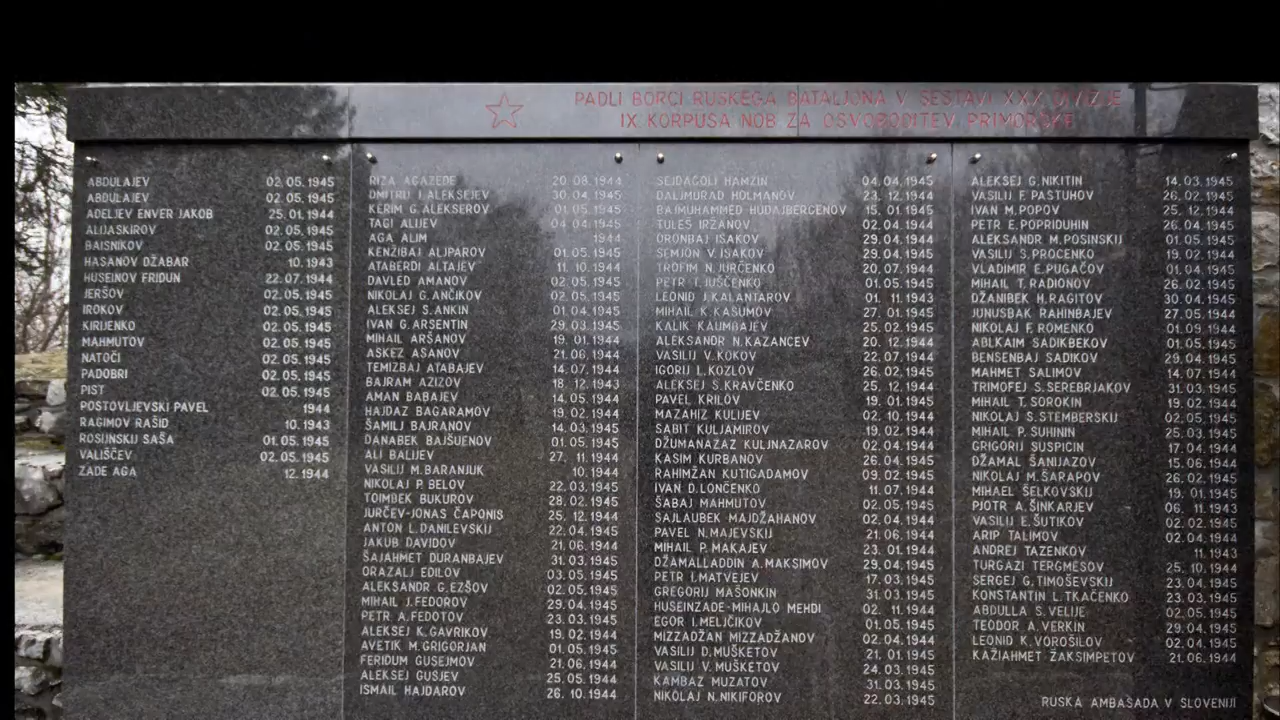 PADLI BORCI RUSKEGA BATALJONA V SESTAVI XXX DIVIZIJE
IX KORPUSA NOB ZA OSVOBODITEV PRIMORSKE
ABDULAJEV 02.05.1945
ABDULAJEV 02.05.1945
ADELJEV ENVER JAKOB 25.01.1944
ALIJASKIROV 02.05.1945
BAISNIKOV 02.05.1945
HASANOV DŽABAR 10.1943
HUSEINOV FRIDUN 22.07.1944
JERŠOV 02.05.1945
IROKOV 02.05.1945
KIRIJENKO 02.05.1945
MAHMUTOV 02.05.1945
NATOČI 02.05.1945
PADOBRI 02.05.1945
PIST 02.05.1945
POSTOVLJEVSKI PAVEL 1944
RAGIMOV RAŠID 10.1943
ROSIJNSKIJ SAŠA 01.05.1945
VALIŠČEV 02.05.1945
ZADE AGA 12.1944
RIZA AGAZEDE 20.08.1944
DMITRIJ I.ALEKSEJEV 30.04.1945
KERIM G.ALEKSEROV 01.05.1945
TAGI ALIJEV 04.04.1945
AGA ALIM 1944
KENŽIBAJ ALJPAROV 01.05.1945
ATABERDI ALTAJEV 11.10.1944
DAVLED AMANOV 02.05.1945
NIKOLAJ G.ANČIKOV 02.05.1945
ALEKSEJ S.ANKIN 01.04.1945
IVAN G.ARSENTIN 29.03.1945
MIHAIL ARŠANOV 19.01.1944
ASKEZ ASANOV 21.06.1944
TEMIZBAJ ATABAJEV 14.07.1944
BAJRAM AZIZOV 18.12.1943
AMAN BABAJEV 14.05.1944
HAJDAZ BAGARAMOV 19.02.1944
ŠAMILJ BAJRANOV 14.03.1945
DANABEK BAJŠUENOV 01.05.1945
ALI BALIJEV 27.11.1944
VASILIJ M.BARANJUK 10.1944
NIKOLAJ P.BELOV 22.03.1945
TOIMBEK BUKUROV 28.02.1945
JURČEV-JONAS ČAPONIS 25.12.1944
ANTON L.DANILEVSKIJ 22.04.1945
JAKUB DAVIDOV 21.06.1944
ŠAJAHMET DURANBAJEV 31.03.1945
ORAZALJ EDILOV 03.05.1945
ALEKSANDR G.EZŠOV 02.05.1945
MIHAIL J.FEDOROV 29.04.1945
PETR A.FEDOTOV 23.03.1945
ALEKSEJ K.GAVRIKOV 19.02.1944
AVETIK M.GRIGORJAN 01.05.1945
FERIDUM GUSEJMOV 21.06.1944
ALEKSEJ GUSJEV 25.05.1944
ISMAIL HAJDAROV 26.10.1944
SEJDAGOLJ HAMZIN 04.04.1945
DALJMURAD HOLMANOV 23.12.1944
BAJMUHAMMED HUDAJBERGENOV 15.01.1945
TULES IRŽANOV 02.04.1944
ORONBAJ ISAKOV 29.04.1944
SEMJON V.ISAKOV 29.04.1945
TROFIM N.JURČENKO 20.07.1944
PETR T.JUŠČENKO 01.05.1945
LEONID J.KALANTAROV 01.11.1943
MIHAIL K.KASUMOV 27.01.1945
KALIK KAUMBAJEV 25.02.1945
ALEKSANDR N.KAZANCEV 20.12.1944
VASILIJ V.KOKOV 22.07.1944
IGORIJ L.KOZLOV 26.02.1945
ALEKSEJ S.KRAVČENKO 25.12.1944
PAVEL KRILOV 19.01.1945
MAZAHIZ KULIJEV 02.10.1944
SABIT KULJAMIROV 19.02.1944
DŽUMANAZAZ KULJNAZAROV 02.04.1944
KASIM KURBANOV 26.04.1945
RAHIMŽAN KUTIGADAMOV 09.02.1945
IVAN D.LONČENKO 11.07.1944
ŠABAJ MAHMUTOV 02.05.1944
SAJLAUBEK MAJDŽAHANOV 02.04.1944
PAVEL N.MAJEVSKIJ 21.06.1944
MIHAIL P.MAKAJEV 23.01.1944
DŽAMALLADDIN A.MAKSIMOV 29.04.1945
PETR I.MATVEJEV 17.03.1945
GREGORIJ MAŠONKIN 31.03.1945
HUSEINZADE-MIHAJLO MEHDI 02.11.1944
EGOR I.MELJČIKOV 01.05.1945
MIZZADŽAN MIZZADŽANOV 02.04.1944
VASILIJ D.MUŠKETOV 21.01.1945
VASILIJ V.MUŠKETOV 24.03.1945
KAMBAZ MUZATOV 31.03.1945
NIKOLAJ N.NIKIFOROV 22.03.1945
ALEKSEJ G.NIKITIN 14.03.1945
VASILIJ F.PASTUHOV 26.02.1945
IVAN M.POPOV 25.12.1944
PETR E.POPRIDUHIN 26.04.1945
ALEKSANDR M.POSINSKIJ 01.05.1945
VASILIJ S.PROCENKO 19.02.1944
VLADIMIR E.PUGAČOV 01.04.1945
MIHAIL T.RADIONOV 26.02.1945
DŽANIBEK H.RAGITOV 30.04.1945
JUNUSBAK RAHINBAJEV 27.05.1944
NIKOLAJ F.ROMENKO 01.09.1944
ABLKAIM SADIKBEKOV 01.05.1945
BENSENBAJ SADIKOV 29.04.1945
MAHMET SALIMOV 14.07.1944
TRIMOFEJ S.SEREBRJAKOV 31.03.1945
MIHAIL T.SOROKIN 19.02.1944
NIKOLAJ S.STEMBERSKIJ 02.05.1945
MIHAIL P.SUHININ 25.03.1945
GRIGORIJ SUSPICIN 17.04.1944
DŽAMAL ŠANIJAZOV 15.06.1944
NIKOLAJ M.ŠARAPOV 26.02.1945
MIHAEL ŠELKOVSKIJ 19.01.1945
PJOTR A.ŠINKARJEV 06.11.1943
VASILIJ E.ŠUTIKOV 02.02.1945
ARIP TALIMOV 02.04.1944
ANDREJ TAZENKOV 11.1943
TURGAZI TERGMESOV 25.10.1944
SERGEJ G.TIMOŠEVSKIJ 23.04.1945
KONSTANTIN L.TKAČENKO 23.03.1945
ABDULLA S.VELIJE 02.05.1945
TEODOR A.VERKIN 29.04.1945
LEONID K.VOROŠILOV 02.04.1945
KAŽIAHMET ŽAKSIMPETOV 21.06.1944
RUSKA AMBASADA V SLOVENIJI